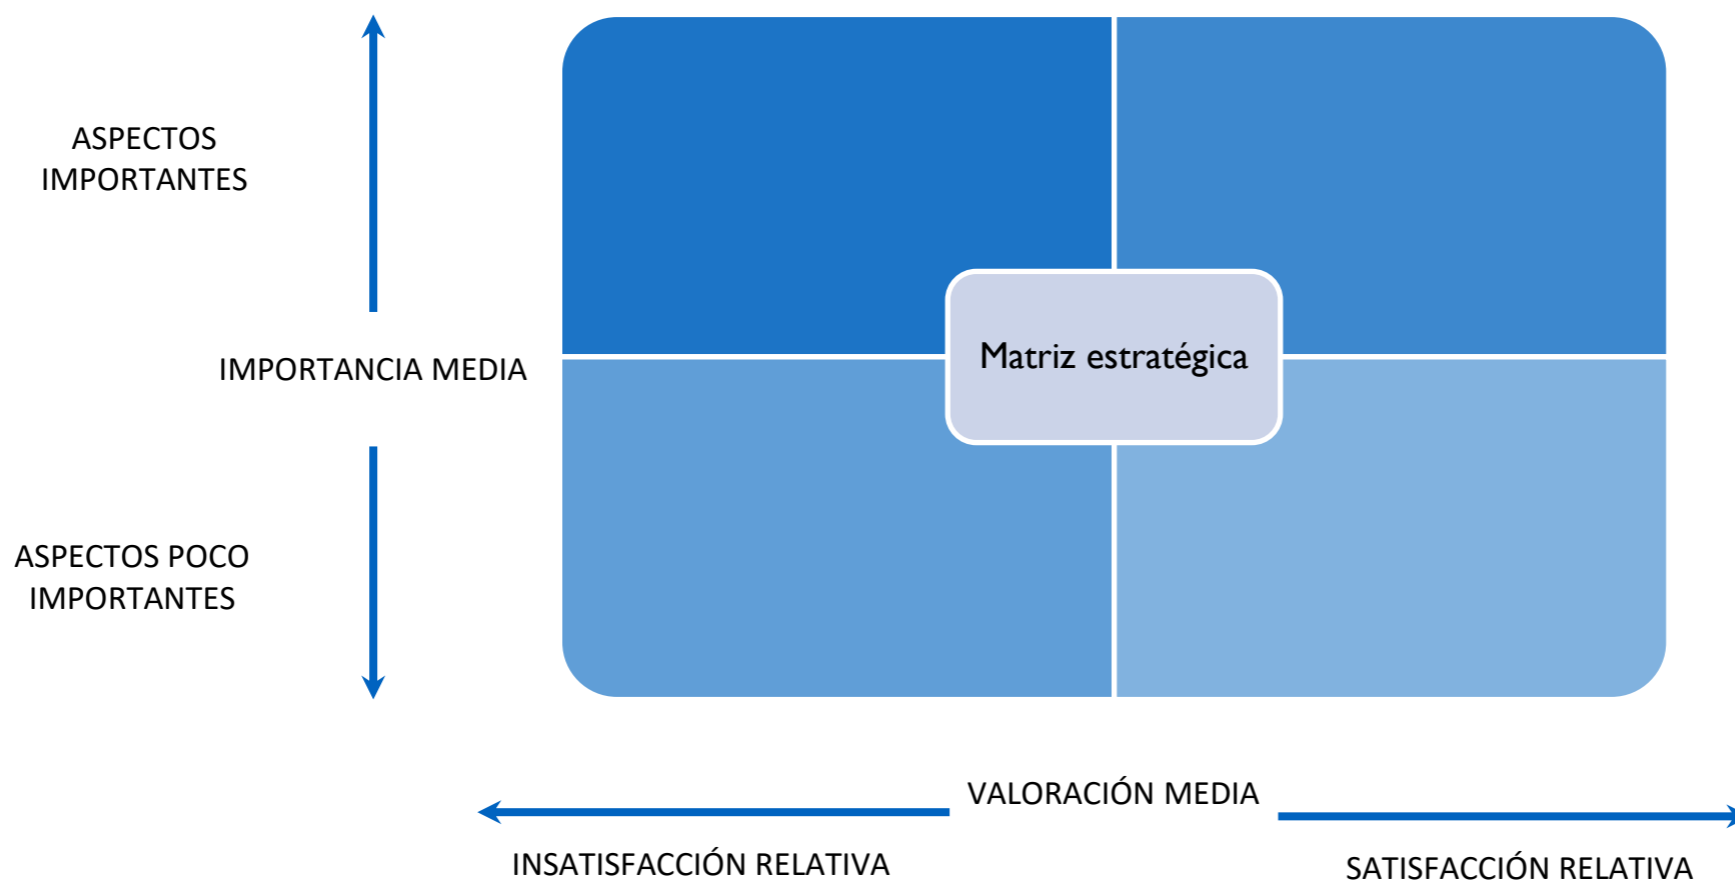 ASPECTOS
IMPORTANTES
Matriz estratégica
IMPORTANCIA MEDIA
ASPECTOS POCO
IMPORTANTES
VALORACIÓN MEDIA
INSATISFACCIÓN RELATIVA
SATISFACCIÓN RELATIVA